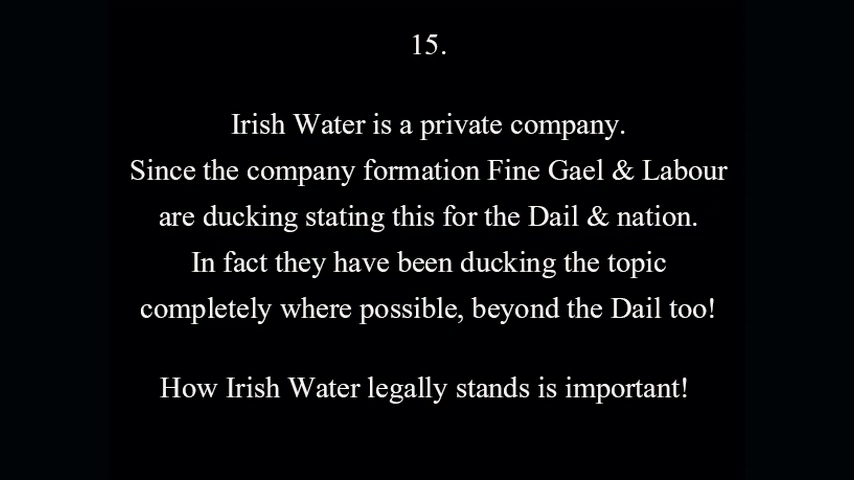 15.
Irish Water is a private company.
Since the company formation Fine Gael & Labour
are ducking stating this for the Dail & nation.
In fact they have been ducking the topic
completely where possible, beyond the Dail too!
How Irish Water legally stands is important!